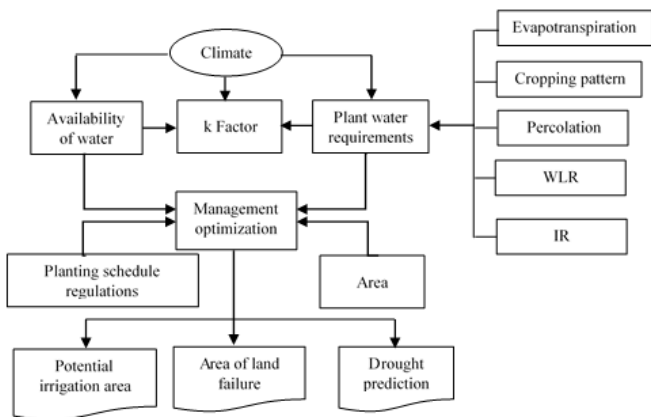 Climate
Evapotranspiration
Cropping pattern
Availability
of water
k Factor
Plant water
requirements
Percolation
WLR
IR
Management
optimization
Planting schedule
regulations
Area
Potential
irrigation area
Area of land
failure
Drought
prediction